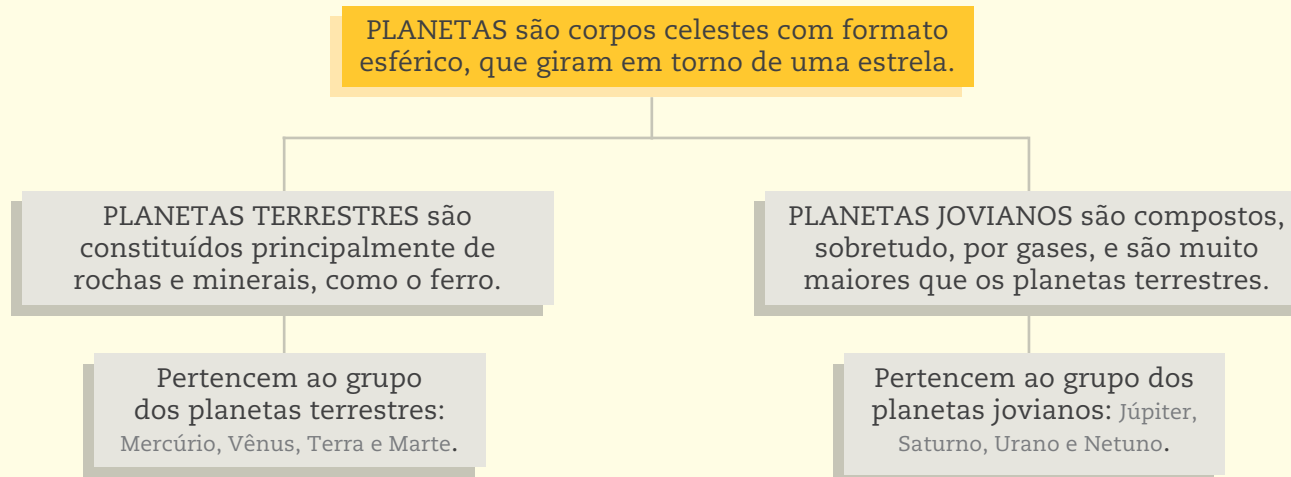 PLANETAS são corpos celestes com formato
esférico, que giram em torno de uma estrela.
PLANETAS TERRESTRES são
constituídos principalmente de
rochas e minerais, como o ferro.
PLANETAS JOVIANOS são compostos,
sobretudo, por gases, e são muito
maiores que os planetas terrestres.
Pertencem ao grupo
dos planetas terrestres:
Mercúrio, Vênus, Terra e Marte.
Pertencem ao grupo dos
planetas jovianos: Júpiter,
Saturno, Urano e Netuno.